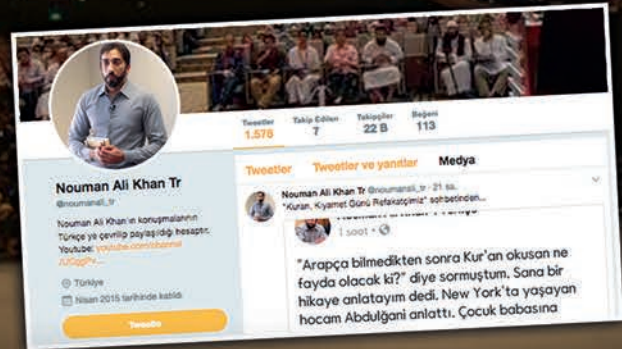 Tweetler Takip Edilen Takipçiler Beğeni
1.578 7 22 B 113
Nouman Ali Khan Tr
@noumanali_tr
Nouman Ali Khan'ın konuşmalarının
Türkçe'ye çevrilip paylaşıldığı hesaptır.
Youtube: youtube.com/channel
Türkiye
Nisan 2015 tarihinde katıldı
Tweetle
Tweetler Tweetler ve yanıtlar Medya
Nouman Ali Khan Tr @noumanali_tr · 21 sa.
"Kuran, Kıyamet Günü Refakatçimiz" sohbetinden...
1 saat ·
"Arapça bilmedikten sonra Kur'an okusan ne
fayda olacak ki?" diye sormuştum. Sana bir
hikaye anlatayım dedi. New York'ta yaşayan
hocam Abdulgani anlattı. Çocuk babasına